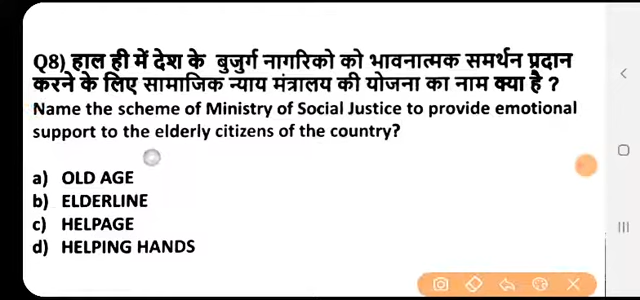 Q8) हाल ही में देश के बुजुर्ग नागरिको को भावनात्मक समर्थन प्रदान
करने के लिए सामाजिक न्याय मंत्रालय की योजना का नाम क्या है ?
Name the scheme of Ministry of Social Justice to provide emotional
support to the elderly citizens of the country?
a) OLD AGE
b) ELDERLINE
c) HELPAGE
d) HELPING HANDS